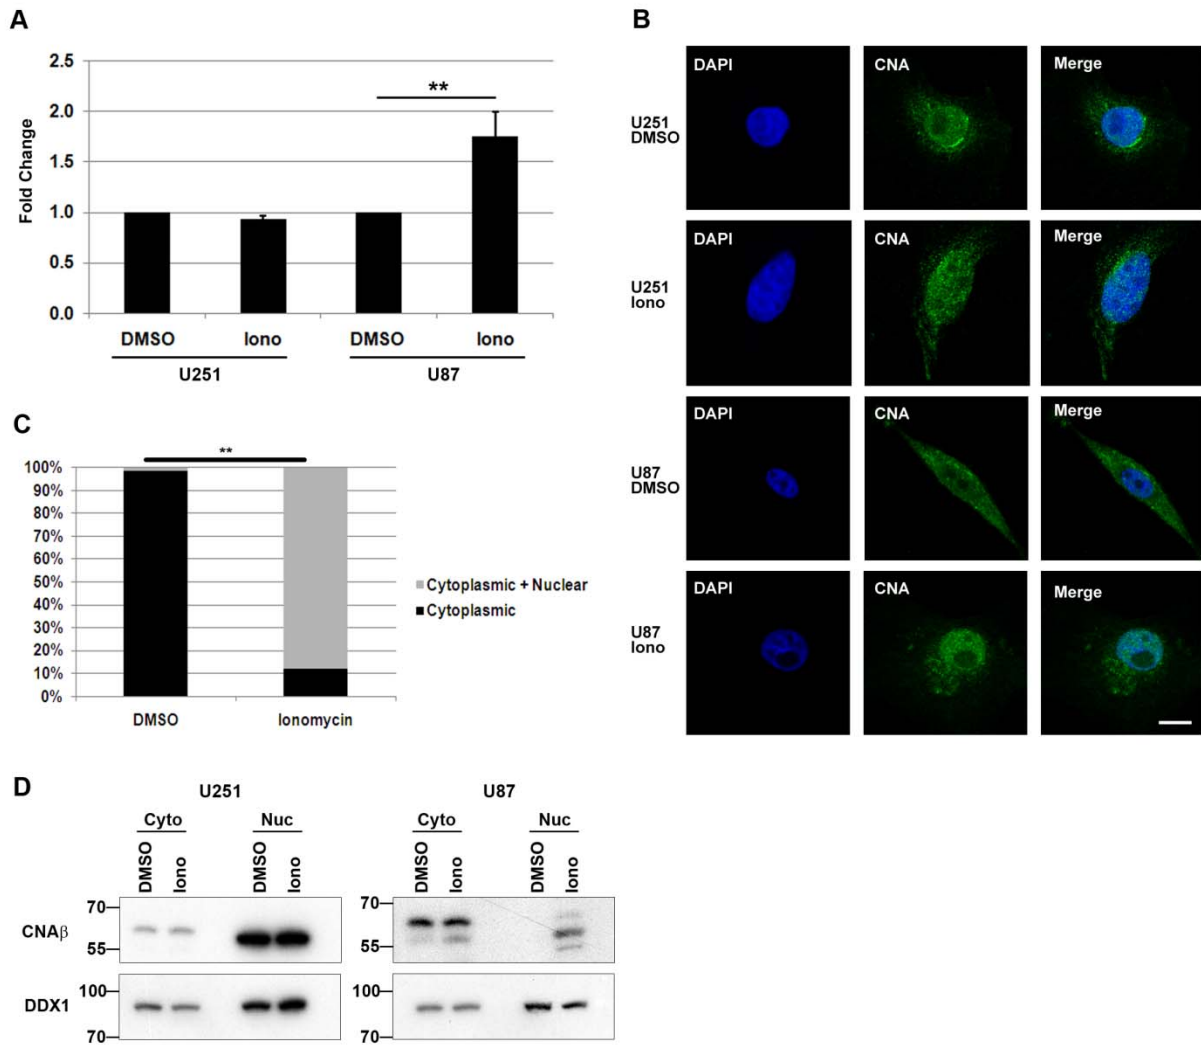 A
2.5
2.0
1.5
1.0
0.5
0.0
Fold Change
**
DMSO Iono DMSO Iono
U251 U87
B
DAPI CNA Merge
U251
DMSO
DAPI CNA Merge
U251
Iono
DAPI CNA Merge
U87
DMSO
DAPI CNA Merge
U87
Iono
C
**
100%
90%
80%
70%
60%
50%
40%
30%
20%
10%
0%
DMSO Ionomycin
Cytoplasmic + Nuclear
Cytoplasmic
D
U251 U87
Cyto Nuc Cyto Nuc
DMSO Iono DMSO Iono DMSO Iono DMSO Iono
70 70
CNAβ
55 55
100 100
DDX1
70 70